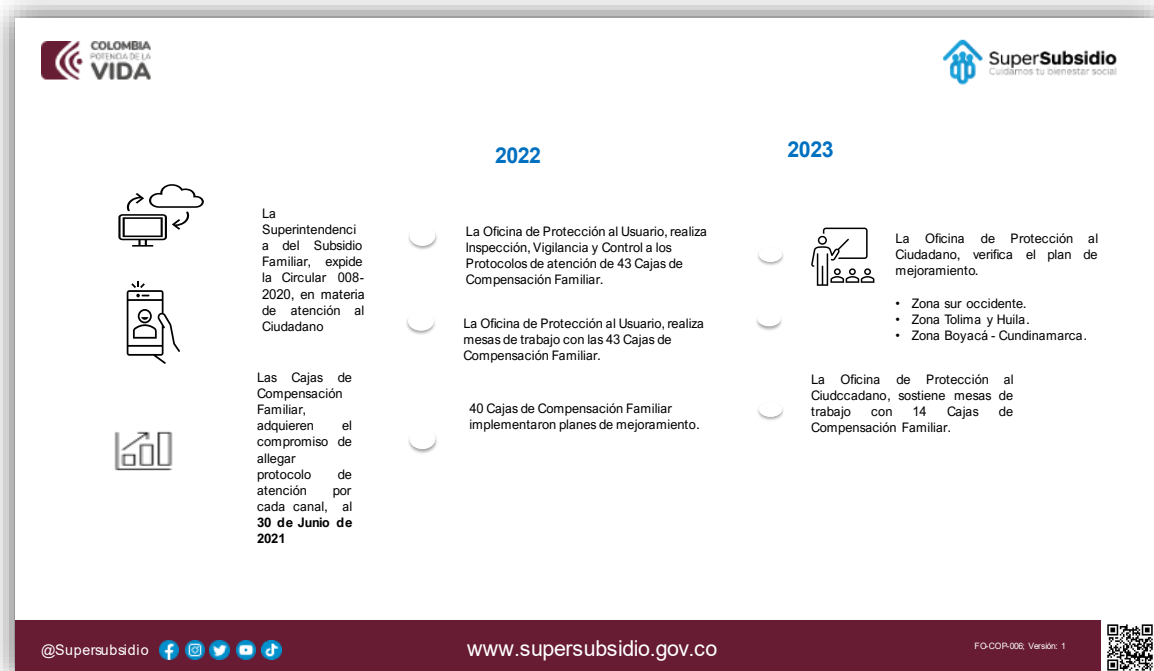 COLOMBIA
POTENCIA DE LA
VIDA
SuperSubsidio
Cuidamos tu bienestar social
2022
2023
La
Superintendenci
a del Subsidio
Familiar, expide
la Circular 008-
2020, en materia
de atención al
Ciudadano
Las Cajas de
Compensación
Familiar,
adquieren el
compromiso de
allegar
protocolo de
atención por
cada canal, al
30 de Junio de
2021
La Oficina de Protección al Usuario, realiza
Inspección, Vigilancia y Control a los
Protocolos de atención de 43 Cajas de
Compensación Familiar.
La Oficina de Protección al Usuario, realiza
mesas de trabajo con las 43 Cajas de
Compensación Familiar.
40 Cajas de Compensación Familiar
implementaron planes de mejoramiento.
La Oficina de Protección al
Ciudadano, verifica el plan de
mejoramiento.
• Zona sur occidente.
• Zona Tolima y Huila.
• Zona Boyacá - Cundinamarca.
La Oficina de Protección al
Ciudccadano, sostiene mesas de
trabajo con 14 Cajas de
Compensación Familiar.
@Supersubsidio
www.supersubsidio.gov.co
FO-COP-006; Versión: 1